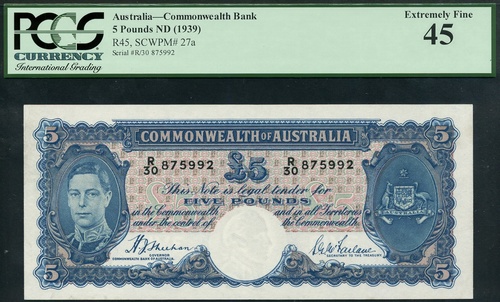 PCGS
CURRENCY
International Grading
Australia—Commonwealth Bank
5 Pounds ND (1939)
R45, SCWPM# 27a
Serial #R/30 875992
Extremely Fine
45
5 5
COMMONWEALTH OF AUSTRALIA
R/30 875992 £5 R/30 875992
This Note is legal tender for
FIVE POUNDS
in the Commonwealth and in all Territories
under the control of the Commonwealth.
AUSTRALIA
H.J. Sheehan
GOVERNOR
COMMONWEALTH BANK OF AUSTRALIA
S.G. McFarlane
SECRETARY TO THE TREASURY
5 5